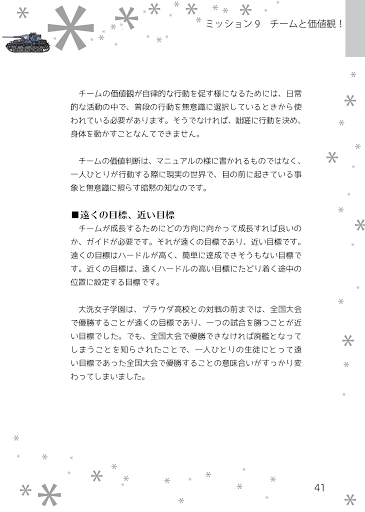 ミッション９　チームと価値観！
　チームの価値観が自律的な行動を促す様になるためには、日常
的な活動の中で、普段の行動を無意識に選択しているときから使
われている必要があります。そうでなければ、咄嗟に行動を決め、
身体を動かすことなんてできません。
　チームの価値判断は、マニュアルの様に書かれるものではなく、
一人ひとりが行動する際に現実の世界で、目の前に起きている事
象と無意識に照らす暗黙の知なのです。
■遠くの目標、近い目標
　チームが成長するためにどの方向に向かって成長すれば良いの
か、ガイドが必要です。それが遠くの目標であり、近い目標です。
遠くの目標はハードルが高く、簡単に達成できそうもない目標で
す。近くの目標は、遠くハードルの高い目標にたどり着く途中の
位置に設定する目標です。
　大洗女子学園は、プラウダ高校との対戦の前までは、全国大会
で優勝することが遠くの目標であり、一つの試合を勝つことが近
い目標でした。でも、全国大会で優勝できなければ廃艦となって
しまうことを知らされたことで、一人ひとりの生徒にとって遠
い目標であった全国大会で優勝することの意味合いがすっかり変
わってしまいました。
41